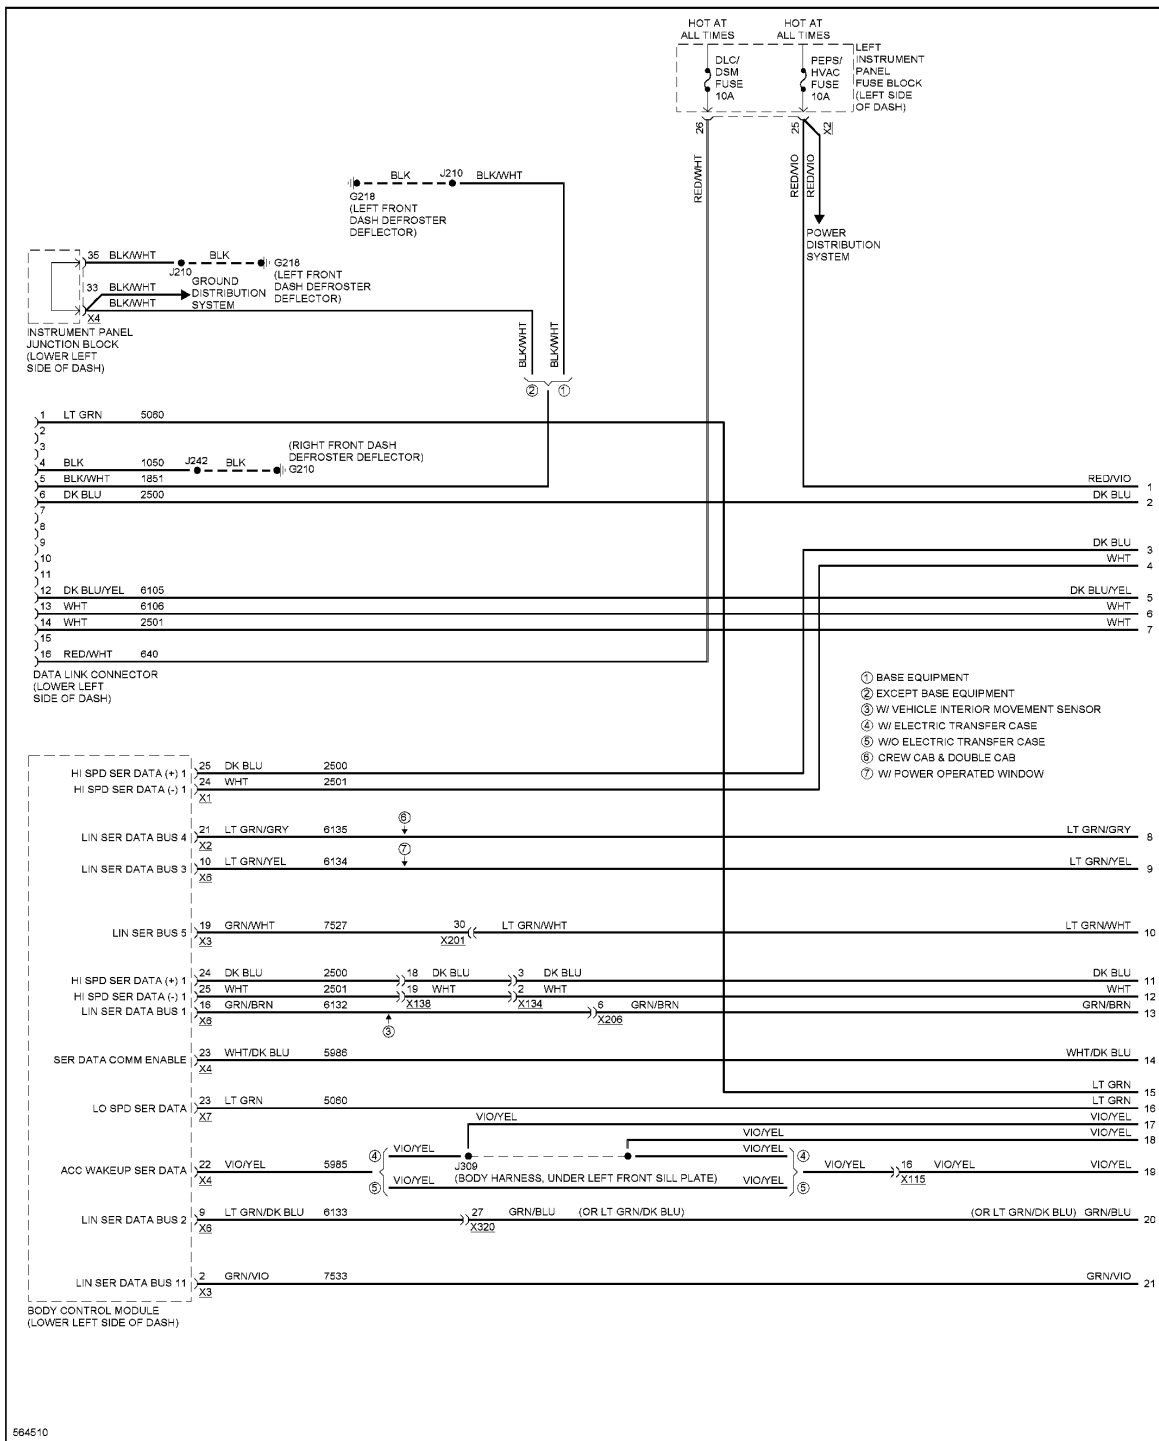 HOT AT
ALL TIMES
HOT AT
ALL TIMES
DLC/
DSM
FUSE
10A
PEPS/
HVAC
FUSE
10A
LEFT
INSTRUMENT
PANEL
FUSE BLOCK
(LEFT SIDE
OF DASH)
26
25
X2
RED/WHT
RED/VIO
RED/VIO
POWER
DISTRIBUTION
SYSTEM
BLK
J210
BLK/WHT
G218
(LEFT FRONT
DASH DEFROSTER
DEFLECTOR)
35 BLK/WHT
J210
BLK
G218
(LEFT FRONT
DASH DEFROSTER
DEFLECTOR)
33 BLK/WHT
GROUND
DISTRIBUTION
SYSTEM
BLK/WHT
X4
INSTRUMENT PANEL
JUNCTION BLOCK
(LOWER LEFT
SIDE OF DASH)
BLK/WHT
BLK/WHT
② ①
1 LT GRN 5060
2
3
4 BLK 1050 J242 BLK G210
(RIGHT FRONT DASH
DEFROSTER DEFLECTOR)
5 BLK/WHT 1851 RED/VIO 1
6 DK BLU 2500 DK BLU 2
7
8
9 DK BLU 3
10 WHT 4
11
12 DK BLU/YEL 6105 DK BLU/YEL 5
13 WHT 6106 WHT 6
14 WHT 2501 WHT 7
15
16 RED/WHT 640
DATA LINK CONNECTOR
(LOWER LEFT
SIDE OF DASH)
① BASE EQUIPMENT
② EXCEPT BASE EQUIPMENT
③ W/ VEHICLE INTERIOR MOVEMENT SENSOR
④ W/ ELECTRIC TRANSFER CASE
⑤ W/O ELECTRIC TRANSFER CASE
⑥ CREW CAB & DOUBLE CAB
⑦ W/ POWER OPERATED WINDOW
HI SPD SER DATA (+) 1 25 DK BLU 2500
HI SPD SER DATA (-) 1 24 WHT 2501
X1
⑥
LIN SER DATA BUS 4 21 LT GRN/GRY 6135 LT GRN/GRY 8
X2
⑦
LIN SER DATA BUS 3 10 LT GRN/YEL 6134 LT GRN/YEL 9
X6
LIN SER BUS 5 19 GRN/WHT 7527 30 LT GRN/WHT LT GRN/WHT 10
X3 X201
HI SPD SER DATA (+) 1 24 DK BLU 2500 18 DK BLU 3 DK BLU DK BLU 11
HI SPD SER DATA (-) 1 25 WHT 2501 19 WHT 2 WHT WHT 12
X138 X134
LIN SER DATA BUS 1 16 GRN/BRN 6132 6 GRN/BRN GRN/BRN 13
X6 X206
③
SER DATA COMM ENABLE 23 WHT/DK BLU 5986 WHT/DK BLU 14
X4
LT GRN 15
LO SPD SER DATA 23 LT GRN 5060 LT GRN 16
X7
VIO/YEL VIO/YEL 17
VIO/YEL VIO/YEL 18
④ VIO/YEL VIO/YEL ④
J309
ACC WAKEUP SER DATA 22 VIO/YEL 5985 VIO/YEL 16 VIO/YEL VIO/YEL 19
X4 X115
(BODY HARNESS, UNDER LEFT FRONT SILL PLATE)
⑤ VIO/YEL VIO/YEL ⑤
LIN SER DATA BUS 2 9 LT GRN/DK BLU 6133 27 GRN/BLU (OR LT GRN/DK BLU) (OR LT GRN/DK BLU) GRN/BLU 20
X6 X320
LIN SER DATA BUS 11 2 GRN/VIO 7533 GRN/VIO 21
X3
BODY CONTROL MODULE
(LOWER LEFT SIDE OF DASH)
564510